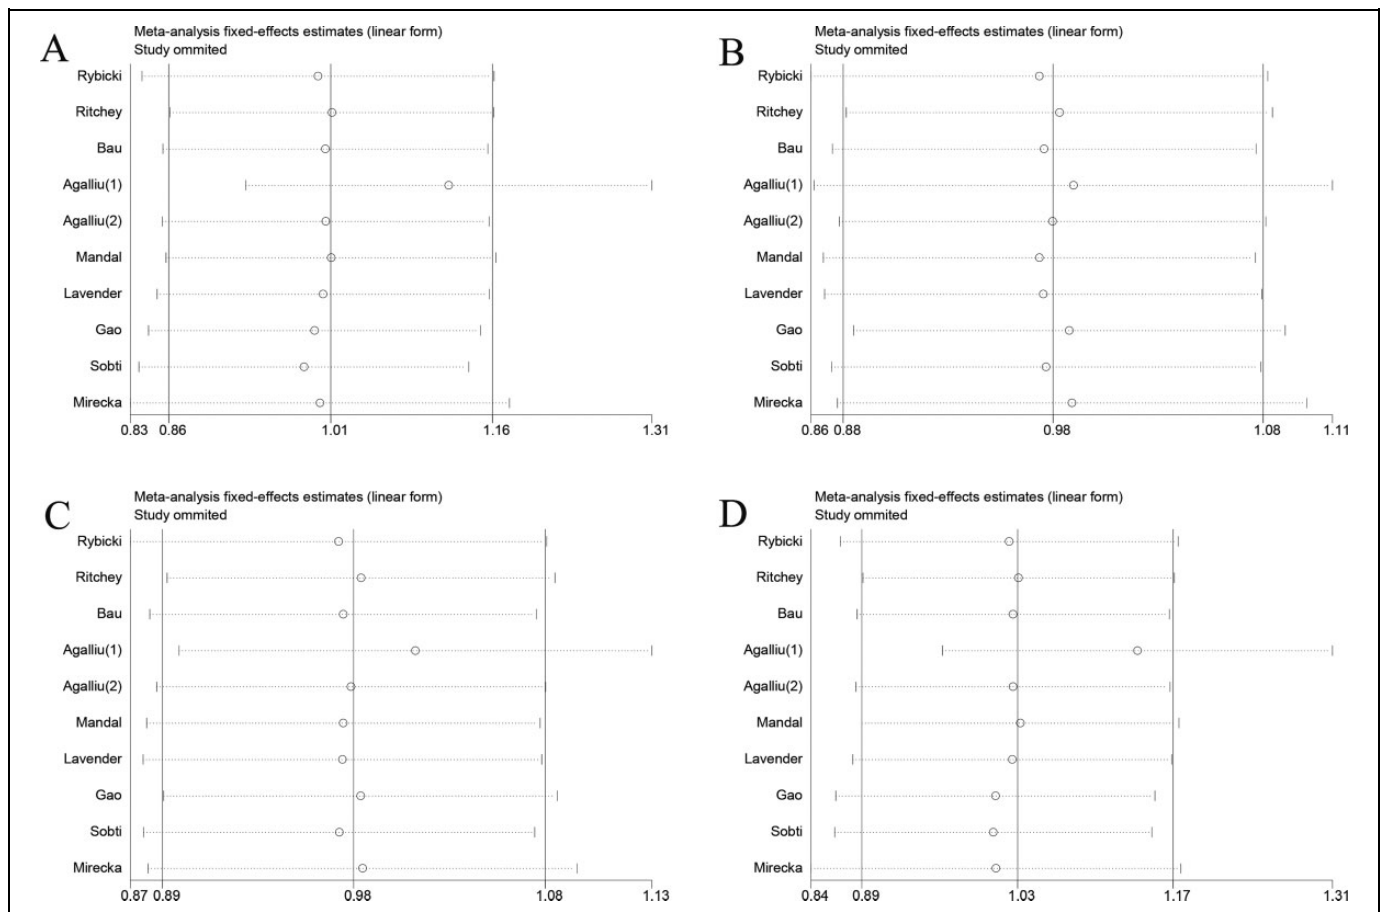 A
Meta-analysis fixed-effects estimates (linear form)
Study ommited
Rybicki
Ritchey
Bau
Agalliu(1)
Agalliu(2)
Mandal
Lavender
Gao
Sobti
Mirecka
0.83 0.86 1.01 1.16 1.31
B
Meta-analysis fixed-effects estimates (linear form)
Study ommited
Rybicki
Ritchey
Bau
Agalliu(1)
Agalliu(2)
Mandal
Lavender
Gao
Sobti
Mirecka
0.86 0.88 0.98 1.08 1.11
C
Meta-analysis fixed-effects estimates (linear form)
Study ommited
Rybicki
Ritchey
Bau
Agalliu(1)
Agalliu(2)
Mandal
Lavender
Gao
Sobti
Mirecka
0.87 0.89 0.98 1.08 1.13
D
Meta-analysis fixed-effects estimates (linear form)
Study ommited
Rybicki
Ritchey
Bau
Agalliu(1)
Agalliu(2)
Mandal
Lavender
Gao
Sobti
Mirecka
0.84 0.89 1.03 1.17 1.31